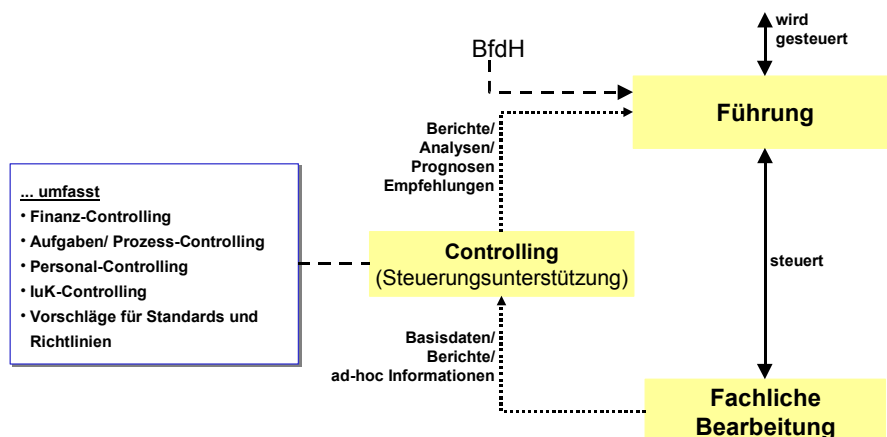 wird
gesteuert
BfdH
Führung
Berichte/
Analysen/
Prognosen
Empfehlungen
... umfasst
• Finanz-Controlling
• Aufgaben/ Prozess-Controlling
• Personal-Controlling
• IuK-Controlling
• Vorschläge für Standards und
Richtlinien
Controlling
(Steuerungsunterstützung)
steuert
Basisdaten/
Berichte/
ad-hoc Informationen
Fachliche
Bearbeitung